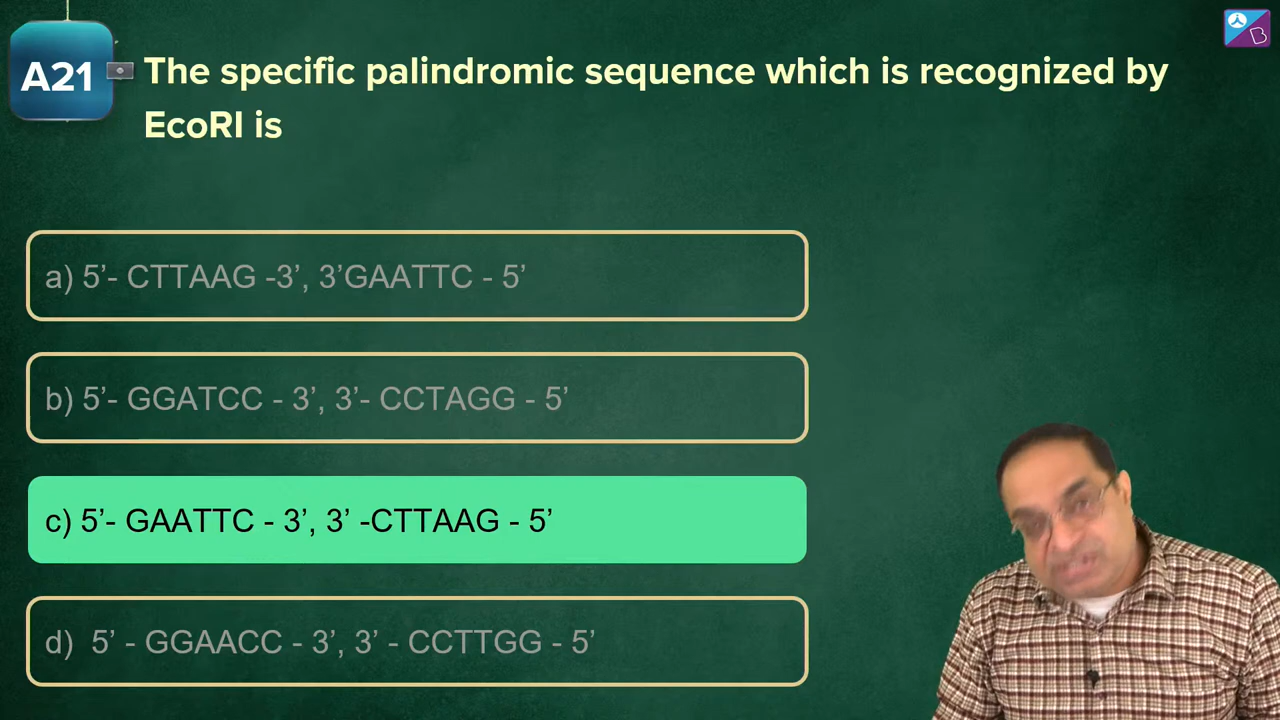 A21
The specific palindromic sequence which is recognized by
EcoRI is
a) 5’- CTTAAG -3’, 3’GAATTC - 5’
b) 5’- GGATCC - 3’, 3’- CCTAGG - 5’
c) 5’- GAATTC - 3’, 3’ -CTTAAG - 5’
d)  5’ - GGAACC - 3’, 3’ - CCTTGG - 5’
B